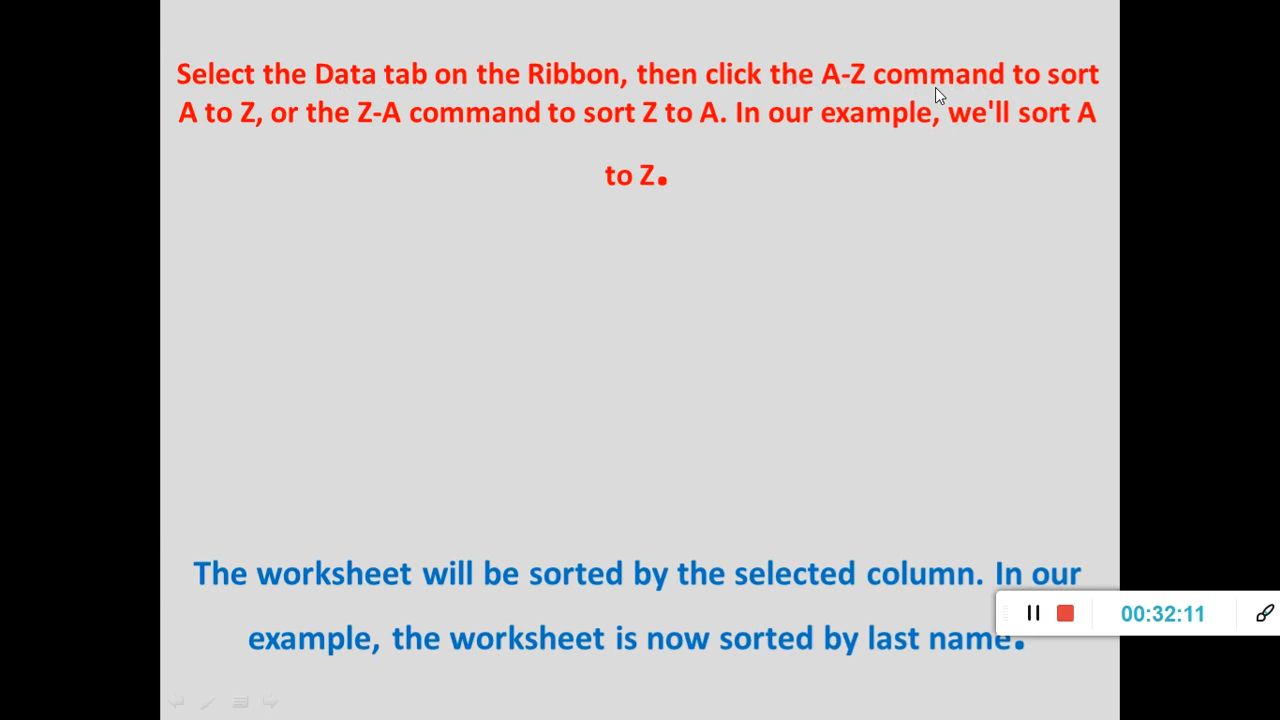 Select the Data tab on the Ribbon, then click the A-Z command to sort
A to Z, or the Z-A command to sort Z to A. In our example, we'll sort A
to Z.
The worksheet will be sorted by the selected column. In our
example, the worksheet is now sorted by last name.
00:32:11